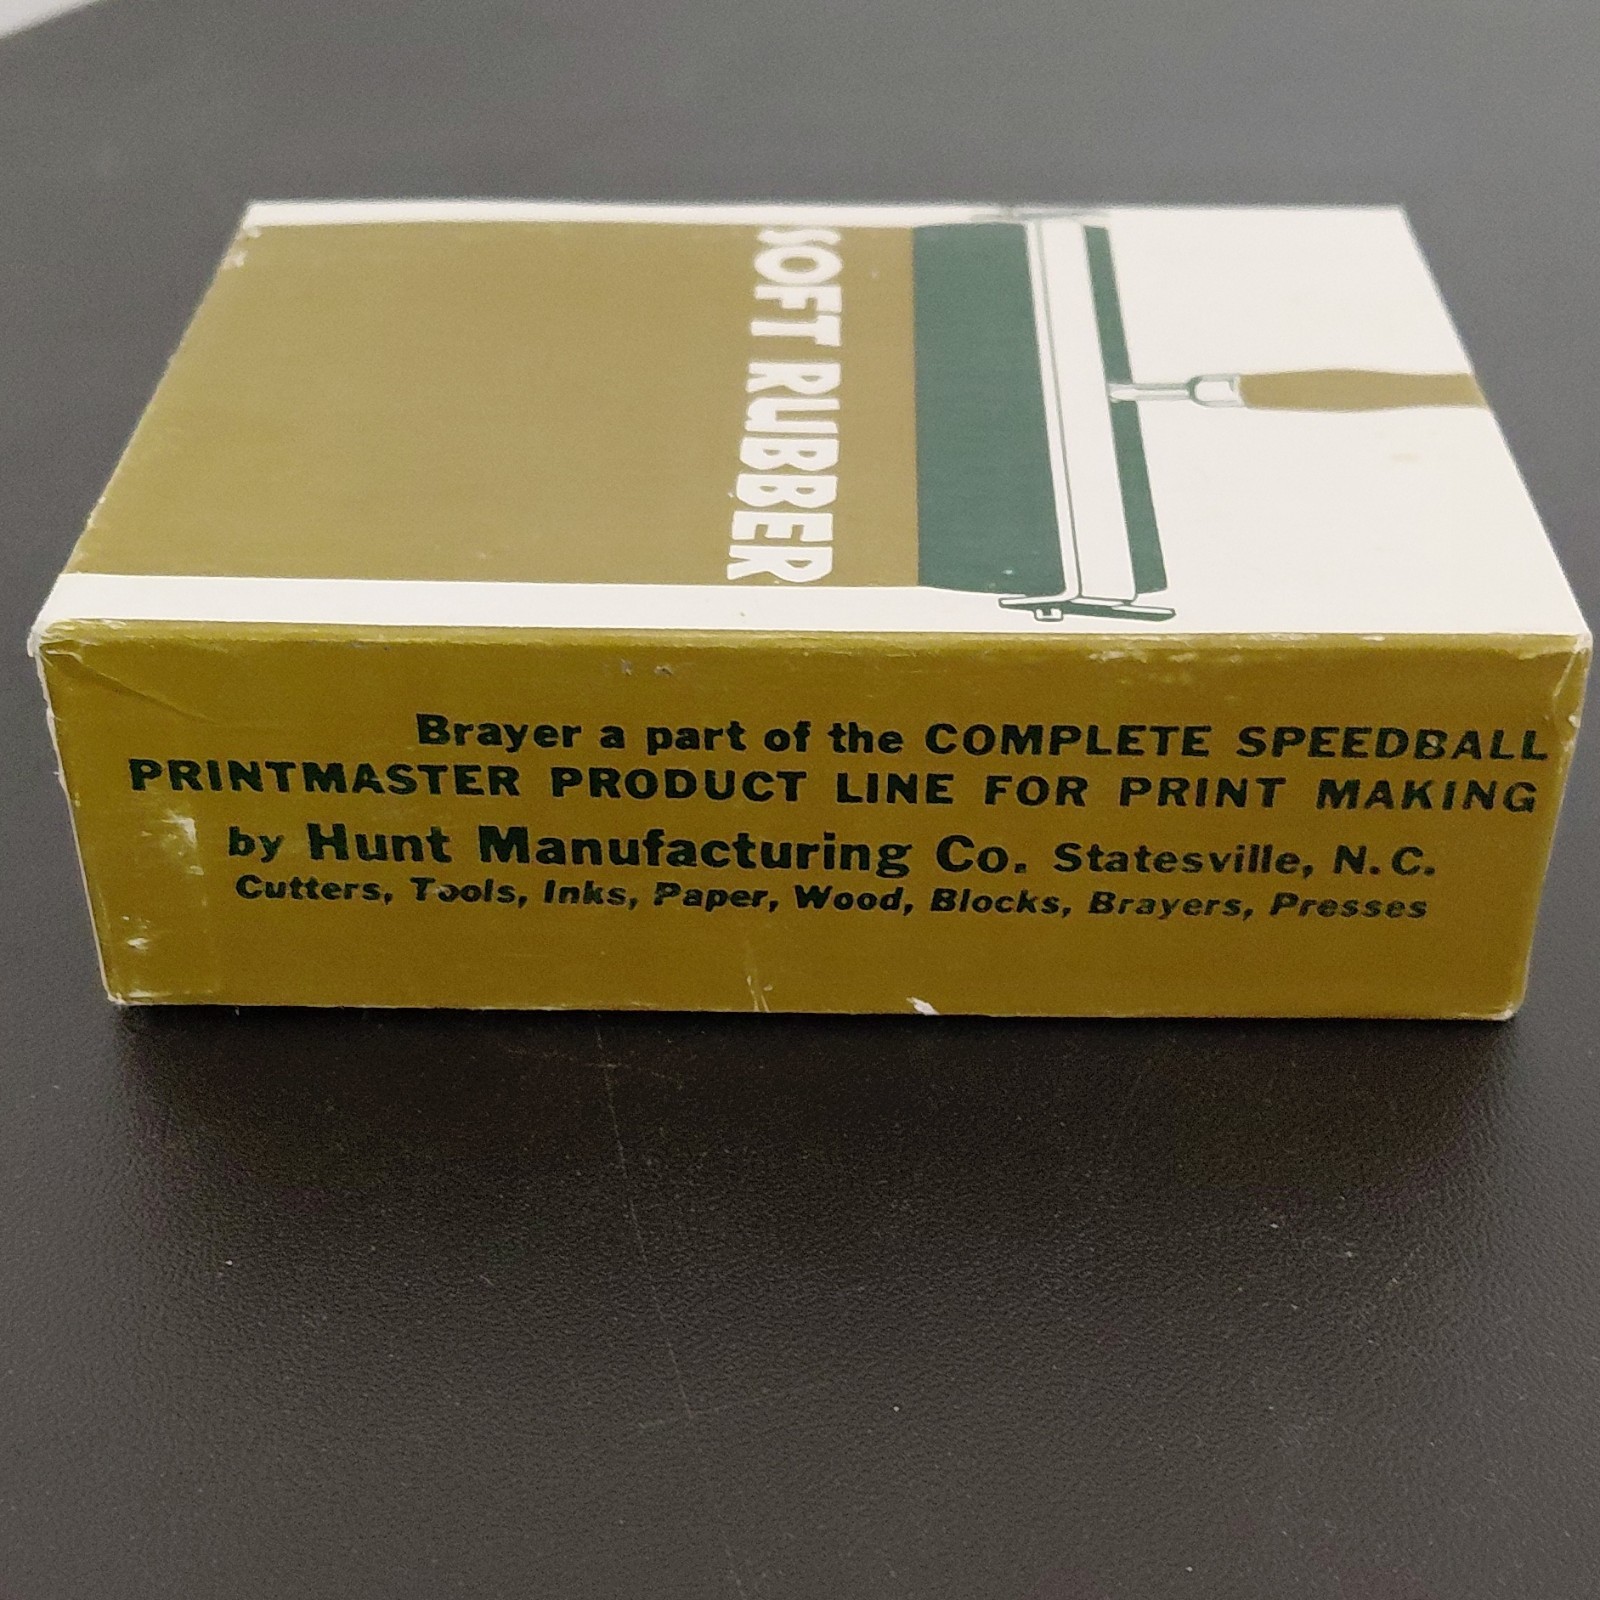 SOFT RUBBER
Brayer a part of the COMPLETE SPEEDBALL
PRINTMASTER PRODUCT LINE FOR PRINT MAKING
by Hunt Manufacturing Co. Statesville, N.C.
Cutters, Tools, Inks, Paper, Wood, Blocks, Brayers, Presses